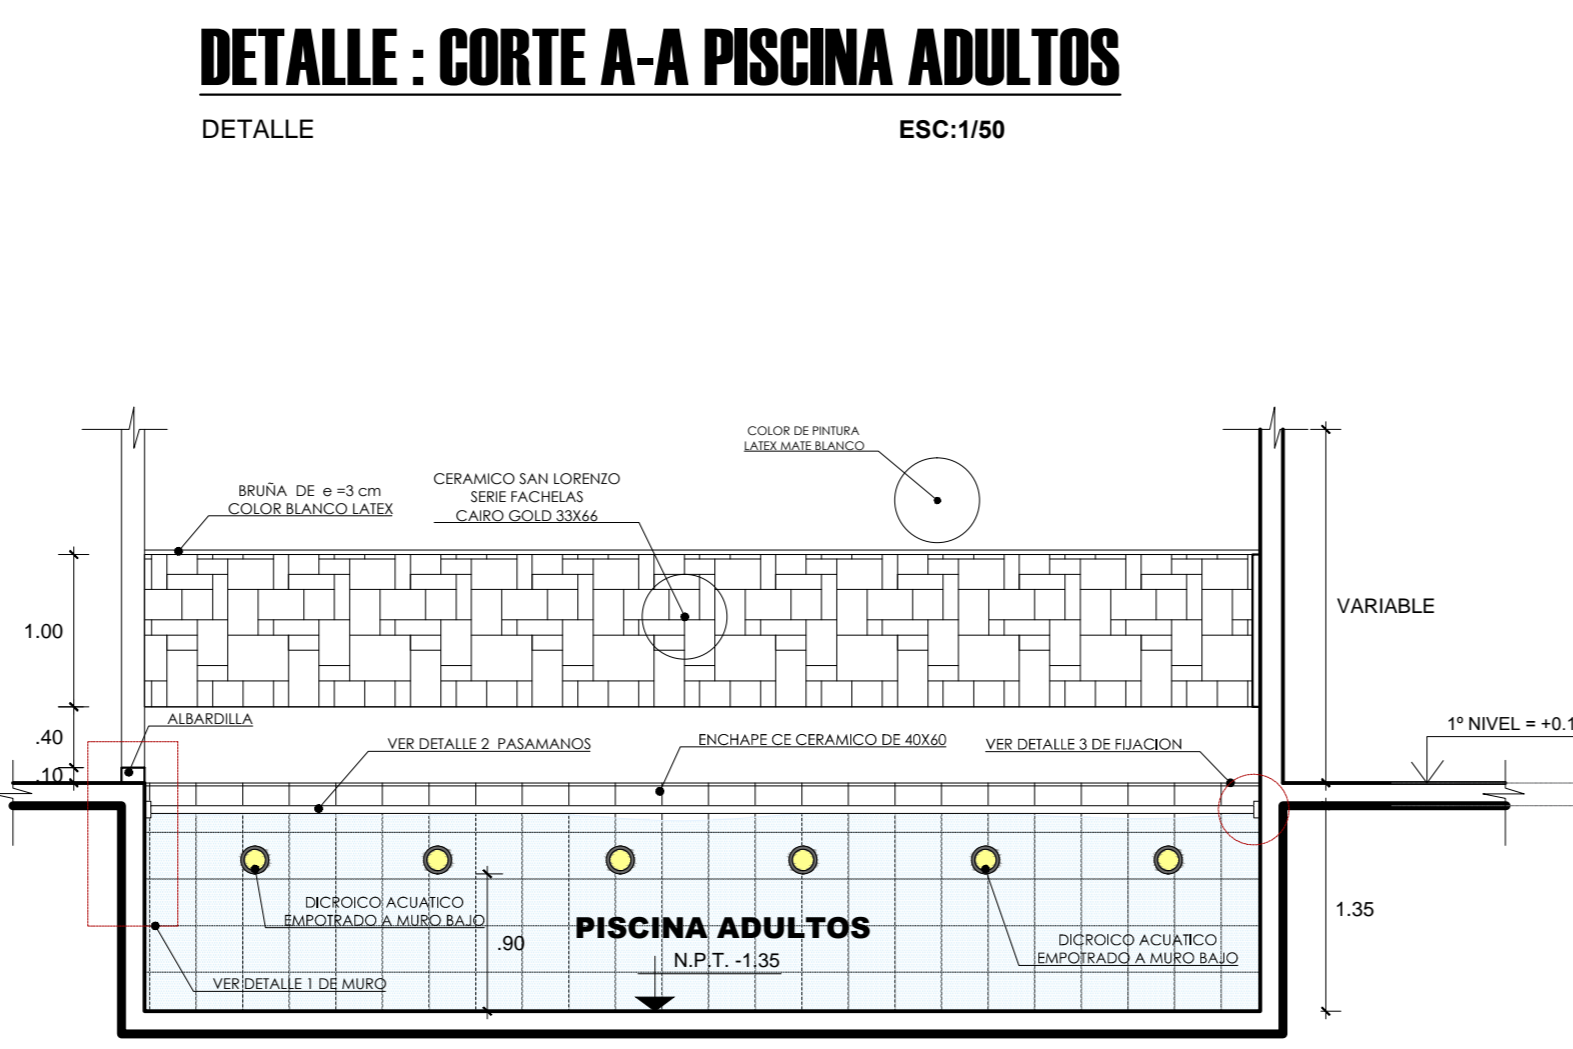 DETALLE : CORTE A-A PISCINA ADULTOS
DETALLE
ESC:1/50
COLOR DE PINTURA
LATEX MATE BLANCO
CERAMICO SAN LORENZO
SERIE FACHELAS
CAIRO GOLD 33X66
BRUÑA DE e =3 cm
COLOR BLANCO LATEX
1.00
VARIABLE
ALBARDILLA
.40
VER DETALLE 2 PASAMANOS
ENCHAPE CE CERAMICO DE 40X60
VER DETALLE 3 DE FIJACION
1º NIVEL = +0.1
.10
DICROICO ACUATICO
EMPOTRADO A MURO BAJO
.90
PISCINA ADULTOS
N.P.T. -1.35
DICROICO ACUATICO
EMPOTRADO A MURO BAJO
1.35
VER DETALLE 1 DE MURO